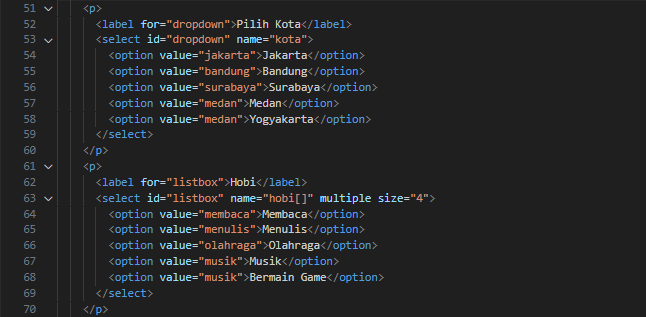 51 <p>
52 <label for="dropdown">Pilih Kota</label>
53 <select id="dropdown" name="kota">
54 <option value="jakarta">Jakarta</option>
55 <option value="bandung">Bandung</option>
56 <option value="surabaya">Surabaya</option>
57 <option value="medan">Medan</option>
58 <option value="medan">Yogyakarta</option>
59 </select>
60 </p>
61 <p>
62 <label for="listbox">Hobi</label>
63 <select id="listbox" name="hobi[]" multiple size="4">
64 <option value="membaca">Membaca</option>
65 <option value="menulis">Menulis</option>
66 <option value="olahraga">Olahraga</option>
67 <option value="musik">Musik</option>
68 <option value="musik">Bermain Game</option>
69 </select>
70 </p>